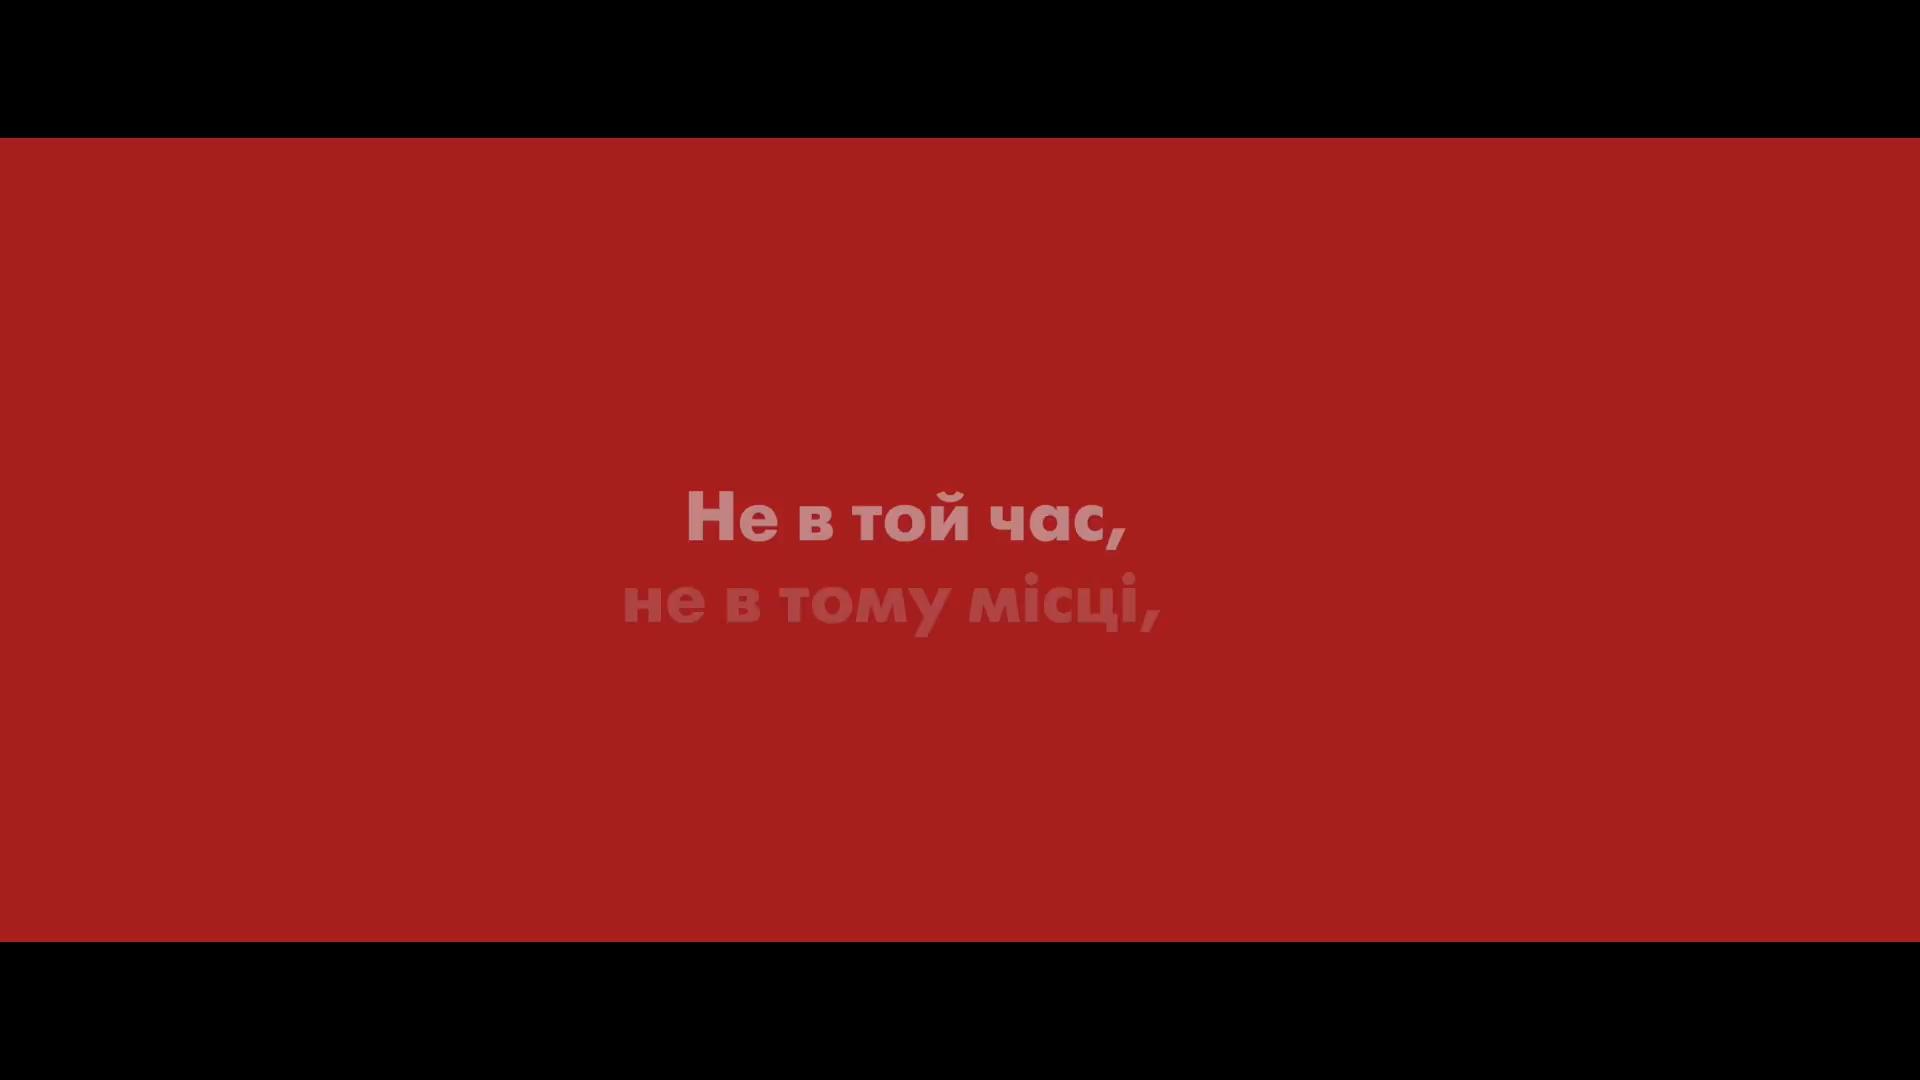 Не в той час,
не в тому місці,